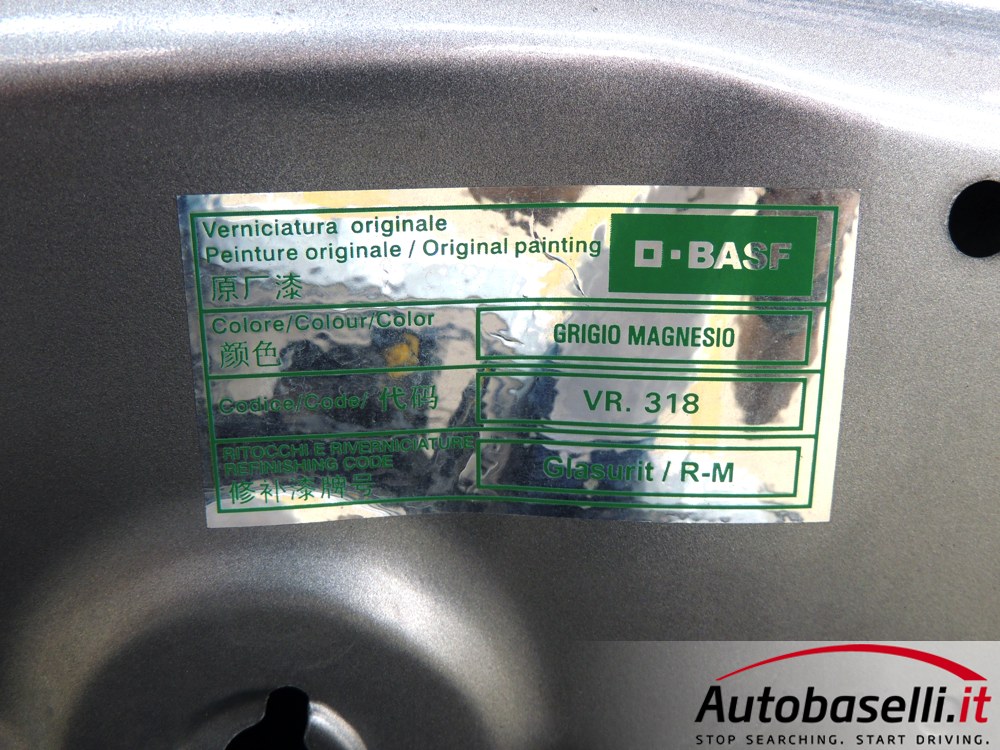 Verniciatura originale
Peinture originale / Original painting
原厂漆
BASF
Colore/Colour/Color
颜色
GRIGIO MAGNESIO
Codice/Code/ 代码
VR. 318
RITOCCHI E RIVERNICIATURE
REFINISHING CODE
修补漆牌号
Glasurit / R-M
Autobaselli.it
STOP SEARCHING. START DRIVING.